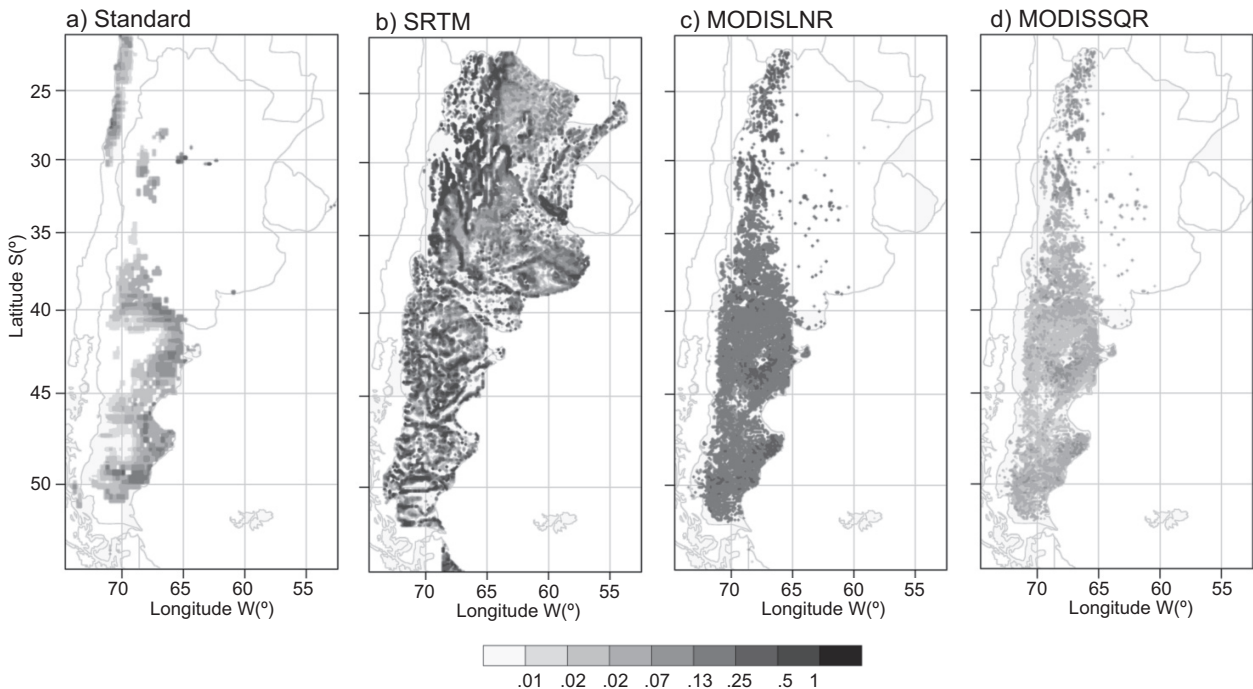 a) Standard
b) SRTM
c) MODISLNR
d) MODISSQR
Latitude S(º)
25
30
35
40
45
50
70 65 60 55
70 65 60 55
70 65 60 55
70 65 60 55
Longitude W(º)
Longitude W(º)
Longitude W(º)
Longitude W(º)
.01 .02 .02 .07 .13 .25 .5 1